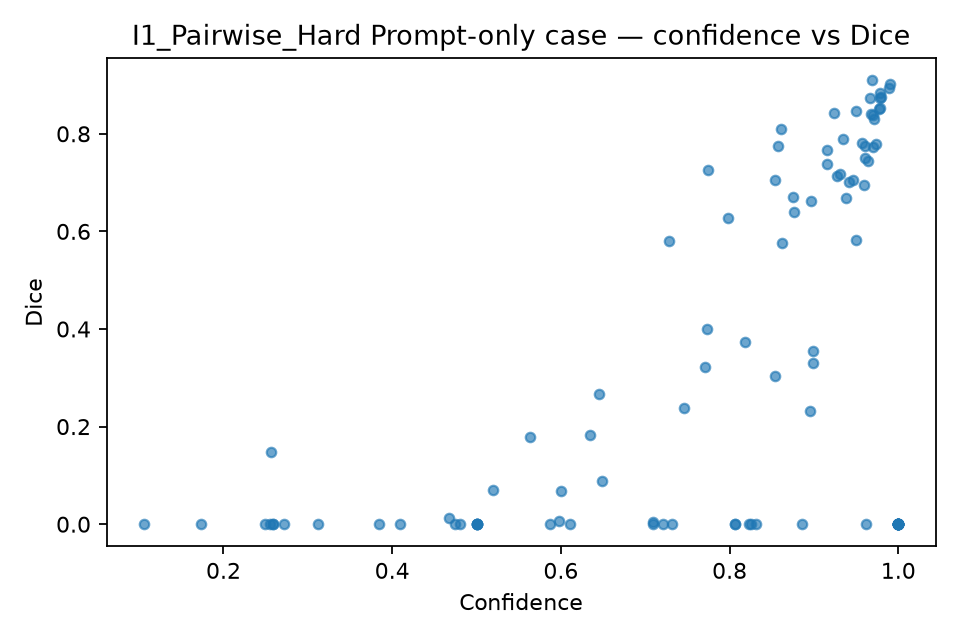 I1_Pairwise_Hard Prompt-only case — confidence vs Dice
Dice
0.8
0.6
0.4
0.2
0.0
0.2 0.4 0.6 0.8 1.0
Confidence